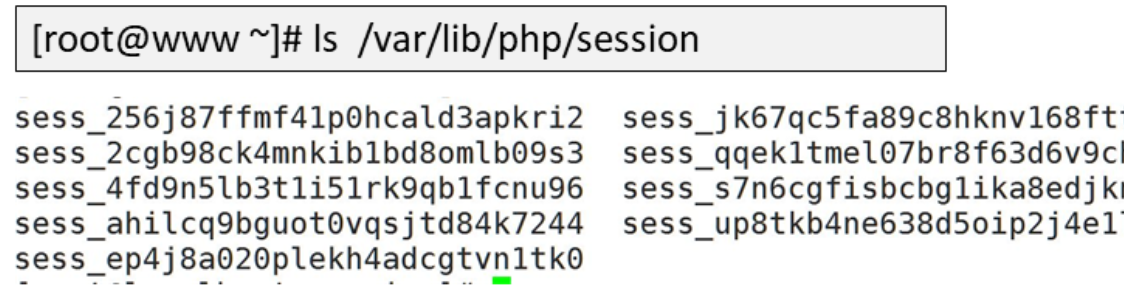 [root@www ~]# ls /var/lib/php/session
sess_256j87ffmf41p0hcald3apkri2 sess_jk67qc5fa89c8hknv168ft
sess_2cgb98ck4mnkib1bd8omlb09s3 sess_qqek1tmel07br8f63d6v9c
sess_4fd9n5lb3t1i51rk9qb1fcnu96 sess_s7n6cgfisbcbg1ika8edjk
sess_ahilcq9bguot0vqsjtd84k7244 sess_up8tkb4ne638d5oip2j4e1
sess_ep4j8a020plekh4adcgtvn1tk0